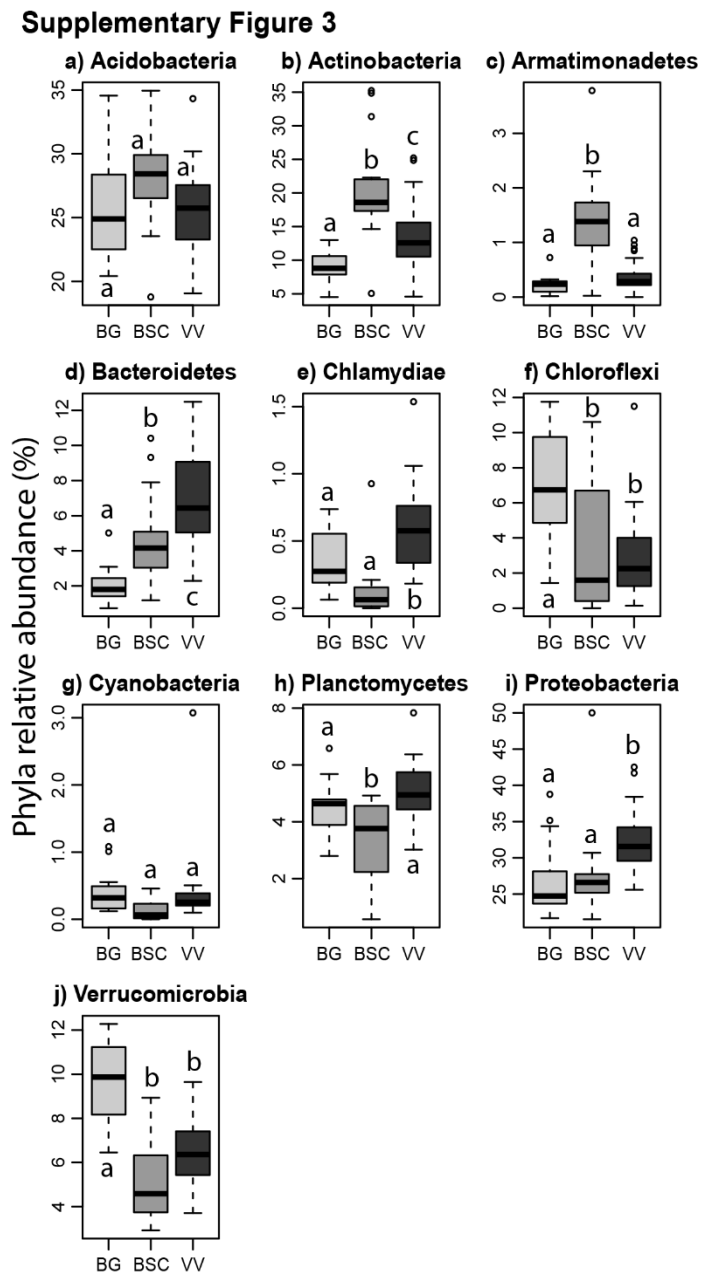 Supplementary Figure 3
a) Acidobacteria
b) Actinobacteria
c) Armatimonadetes
35
30
25
20
a
a
a
BG BSC VV
35
30
25
20
15
10
5
a
b
c
BG BSC VV
3
2
1
0
a
b
a
BG BSC VV
Phyla relative abundance (%)
d) Bacteroidetes
e) Chlamydiae
f) Chloroflexi
12
10
8
6
4
2
a
b
c
BG BSC VV
1.5
1.0
0.5
0.0
a
a
b
BG BSC VV
12
10
8
6
4
2
0
a
b
b
BG BSC VV
g) Cyanobacteria
h) Planctomycetes
i) Proteobacteria
3.0
2.0
1.0
0.0
a
a
a
BG BSC VV
8
6
4
2
a
b
a
BG BSC VV
50
45
40
35
30
25
a
a
b
BG BSC VV
j) Verrucomicrobia
12
10
8
6
4
a
b
b
BG BSC VV